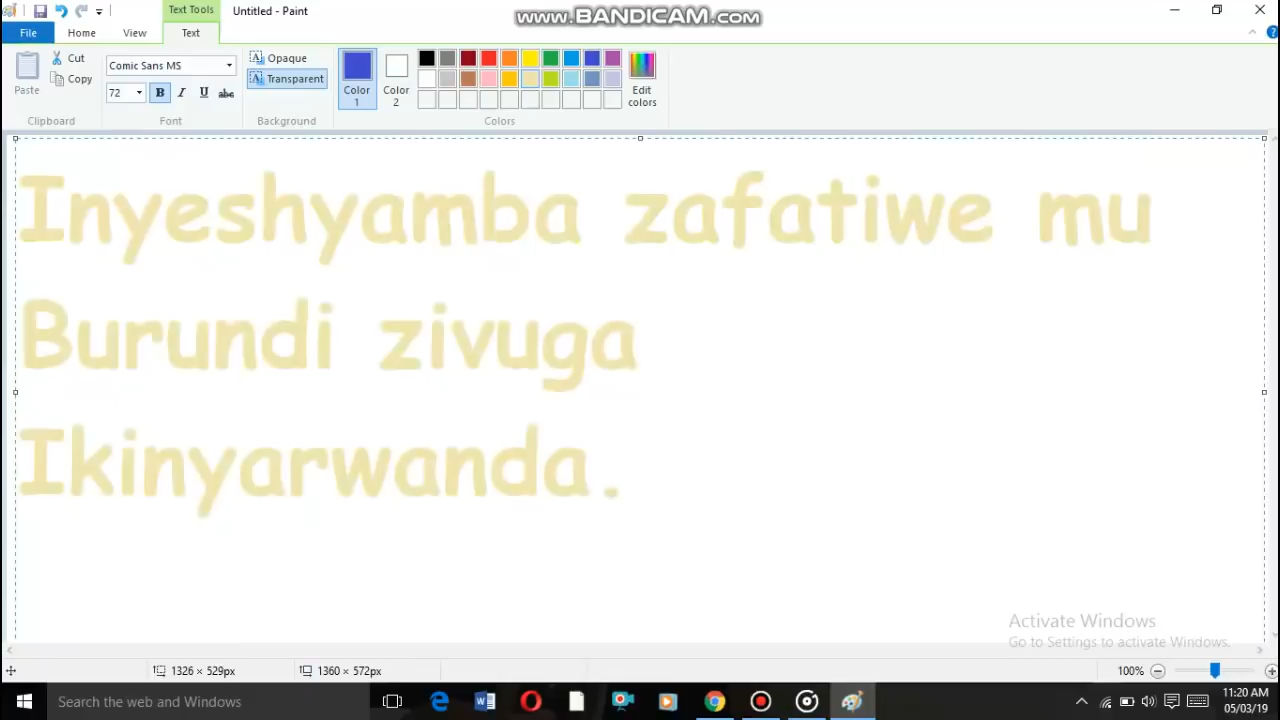 Text Tools
Untitled - Paint
www.BANDICAM.com
File
Home
View
Text
Paste
Cut
Copy
Clipboard
Comic Sans MS
72
B
I
U
abc
Font
Opaque
Transparent
Background
Color 1
Color 2
Edit colors
Colors
Inyeshyamba zafatiwe mu
Burundi zivuga
Ikinyarwanda.
Activate Windows
Go to Settings to activate Windows.
1326 × 529px
1360 × 572px
100%
Search the web and Windows
11:20 AM
05/03/19